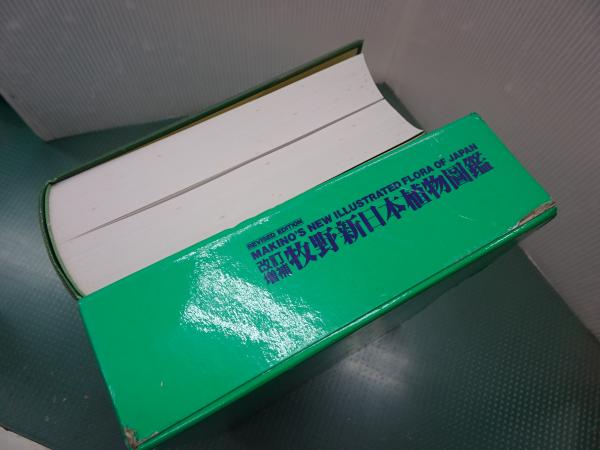 REVISED EDITION
MAKINO'S NEW ILLUSTRATED FLORA OF JAPAN
改訂増補 牧野新日本植物圖鑑